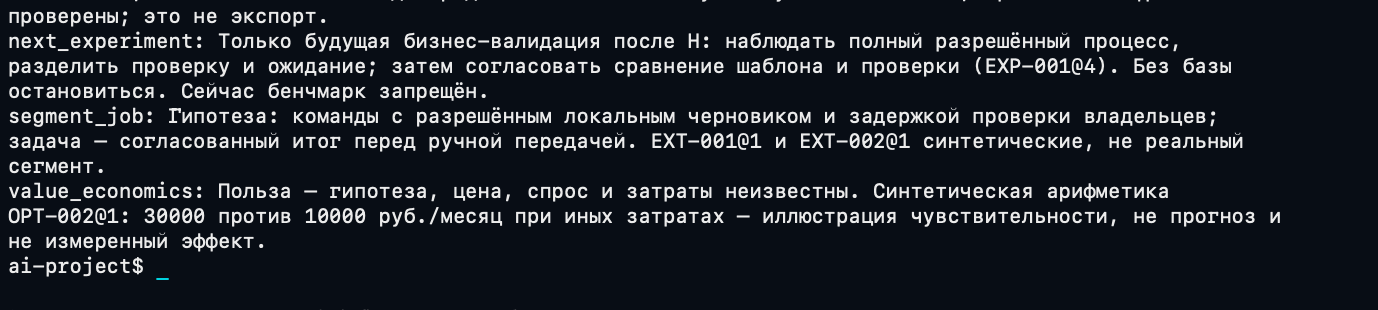 проверены; это не экспорт.
next_experiment: Только будущая бизнес-валидация после H: наблюдать полный разрешённый процесс,
разделить проверку и ожидание; затем согласовать сравнение шаблона и проверки (EXP-001@4). Без базы
остановиться. Сейчас бенчмарк запрещён.
segment_job: Гипотеза: команды с разрешённым локальным черновиком и задержкой проверки владельцев;
задача — согласованный итог перед ручной передачей. EXT-001@1 и EXT-002@1 синтетические, не реальный
сегмент.
value_economics: Польза — гипотеза, цена, спрос и затраты неизвестны. Синтетическая арифметика
OPT-002@1: 30000 против 10000 руб./месяц при иных затратах — иллюстрация чувствительности, не прогноз и
не измеренный эффект.
ai-project$ _